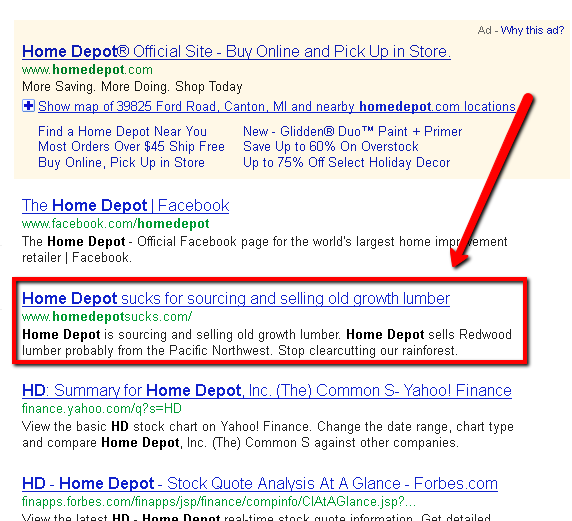 Ad - Why this ad?
Home Depot® Official Site - Buy Online and Pick Up in Store.
www.homedepot.com
More Saving. More Doing. Shop Today
Show map of 39825 Ford Road, Canton, MI and nearby homedepot.com locations
Find a Home Depot Near You New - Glidden® Duo™ Paint + Primer
Most Orders Over $45 Ship Free Save Up to 60% On Overstock
Buy Online, Pick Up in Store Up to 75% Off Select Holiday Decor
The Home Depot | Facebook
www.facebook.com/homedepot
The Home Depot - Official Facebook page for the world's largest home improvement
retailer | Facebook.
Home Depot sucks for sourcing and selling old growth lumber
www.homedepotsucks.com/
Home Depot is sourcing and selling old growth lumber. Home Depot sells Redwood
lumber probably from the Pacific Northwest. Stop clearcutting our rainforest.
HD: Summary for Home Depot, Inc. (The) Common S- Yahoo! Finance
finance.yahoo.com/q?s=HD
View the basic HD stock chart on Yahoo! Finance. Change the date range, chart type
and compare Home Depot, Inc. (The) Common S against other companies.
HD - Home Depot - Stock Quote Analysis At A Glance - Forbes.com
finapps.forbes.com/finapps/jsp/finance/compinfo/CIAtAGlance.jsp?...
View the latest HD - Home Depot real-time stock quote information. Get detailed